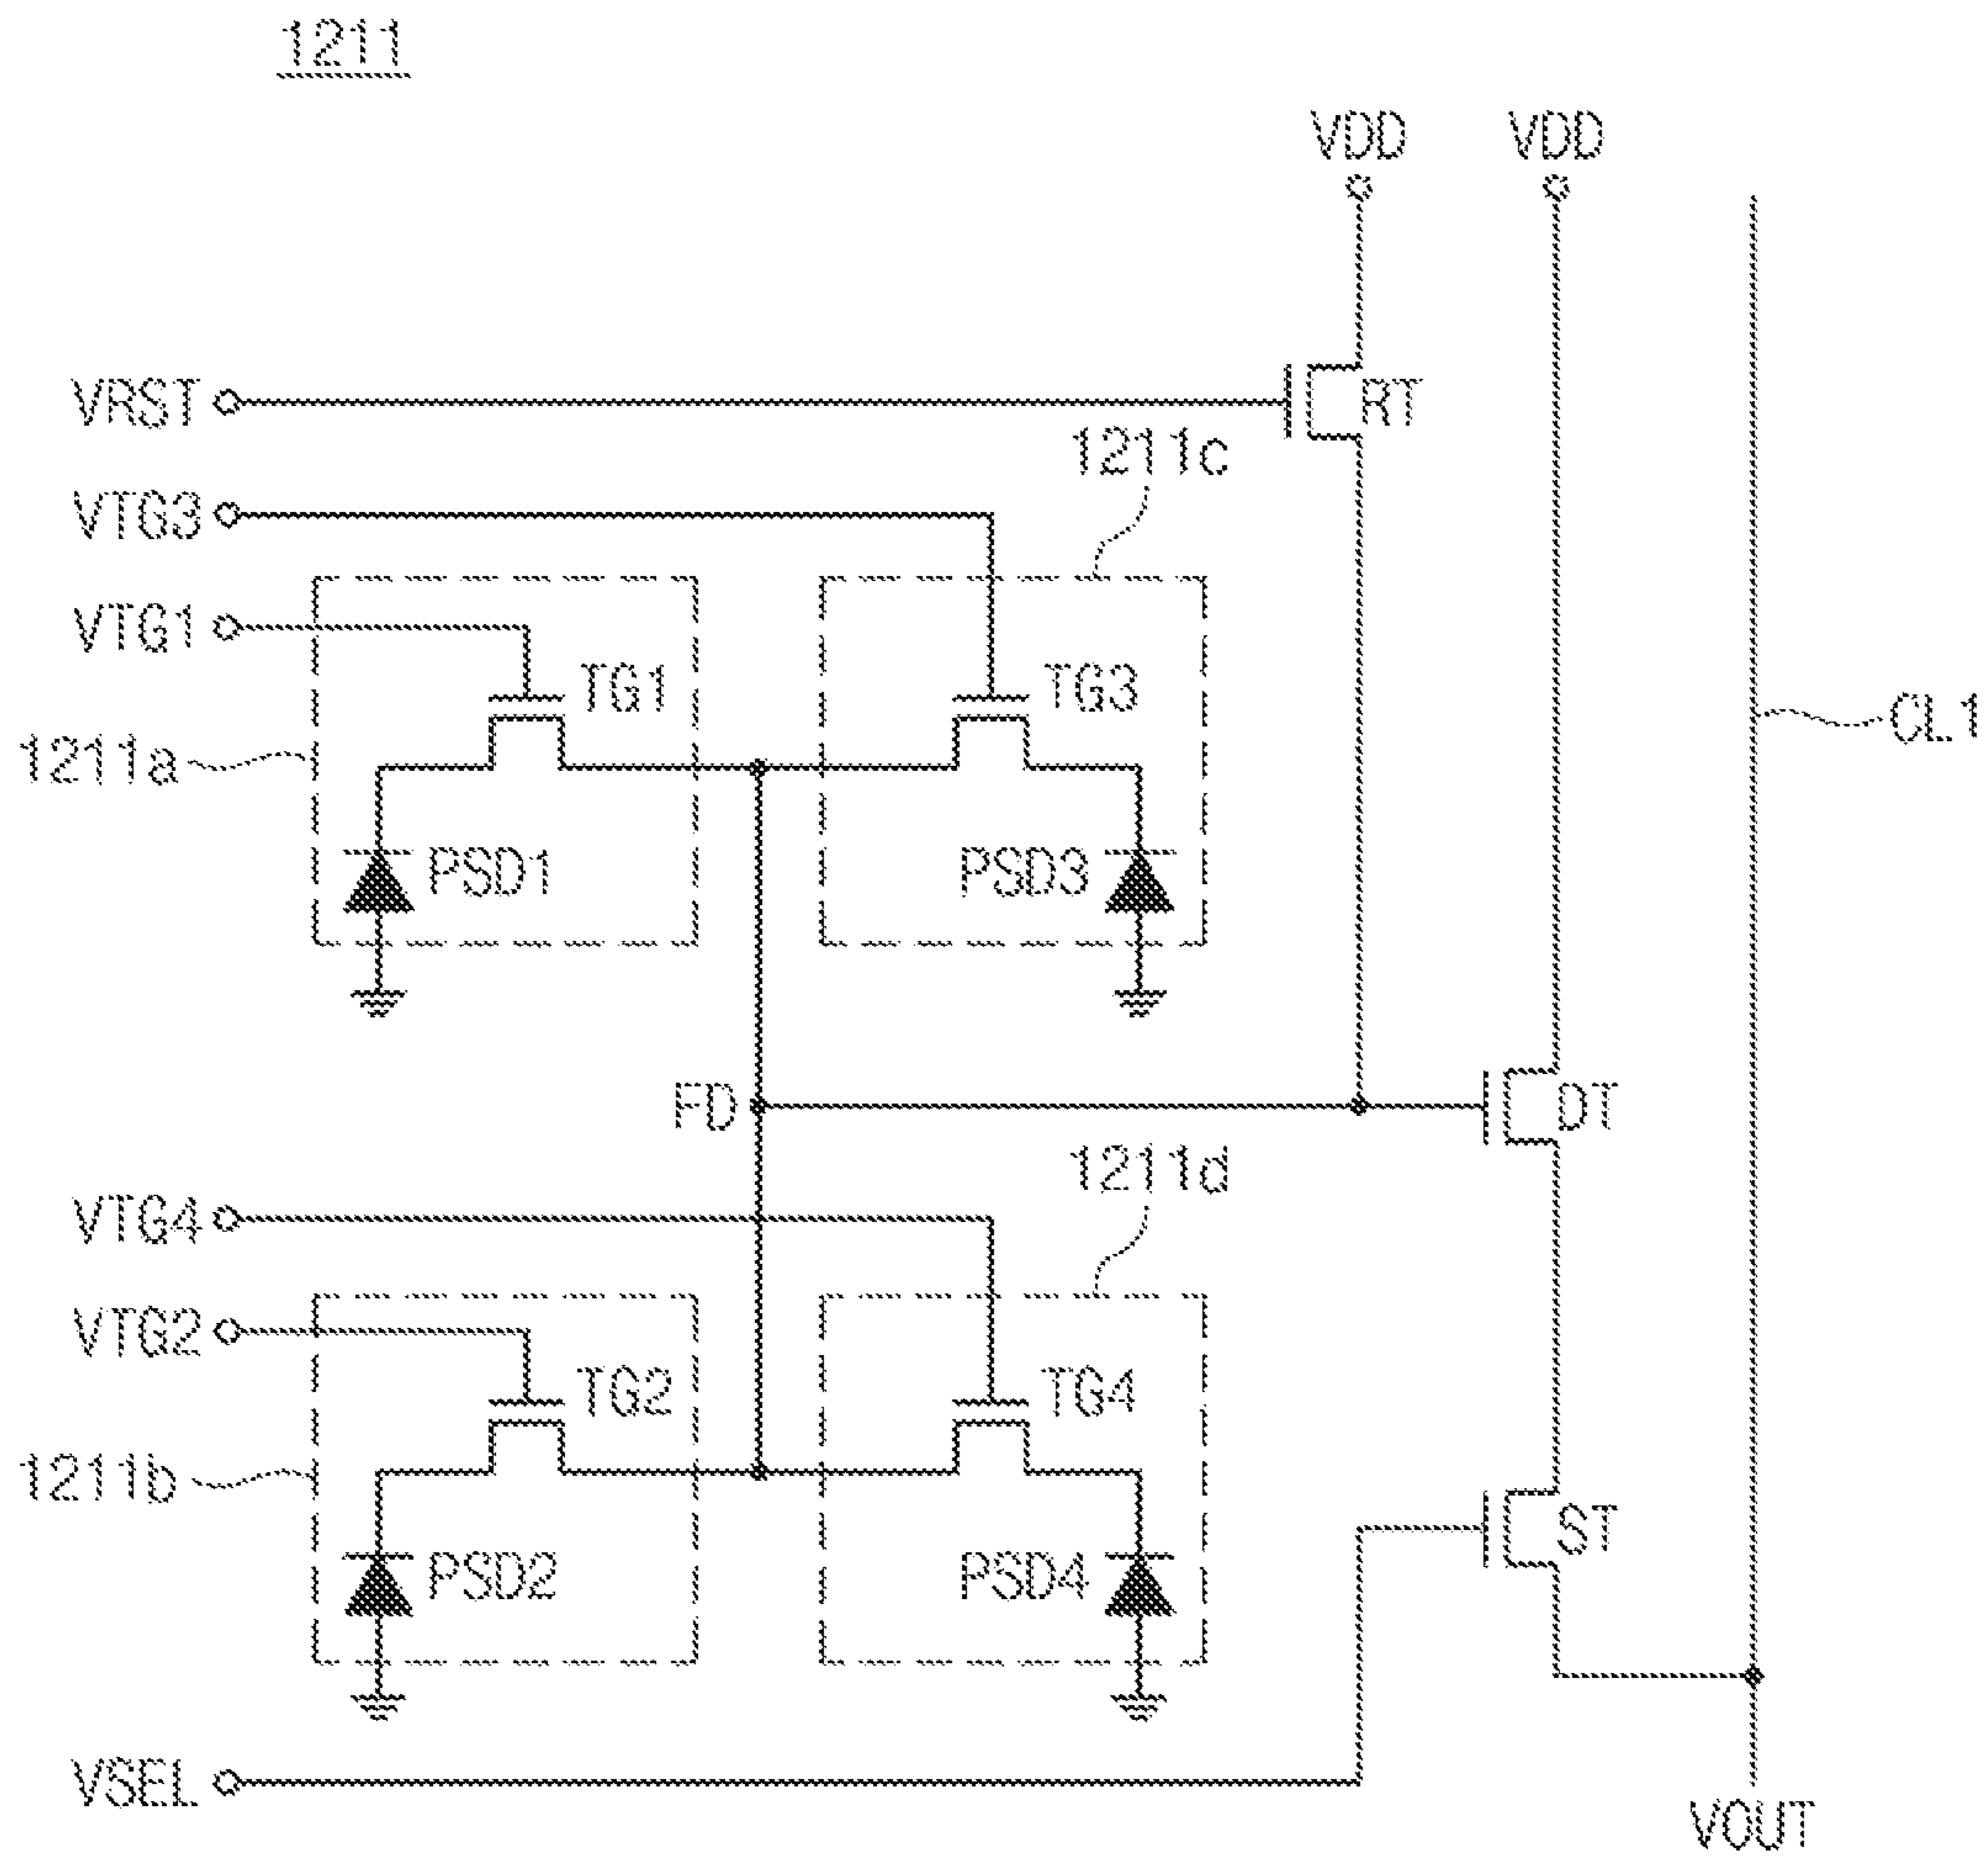 1211
VDD VDD
VRST
RT
1211c
VTG3
VTG1
TG1
TG3
CL1
1211a
PSD1
PSD3
FD
DT
1211d
VTG4
VTG2
TG2
TG4
1211b
ST
PSD2
PSD4
VSEL
VOUT